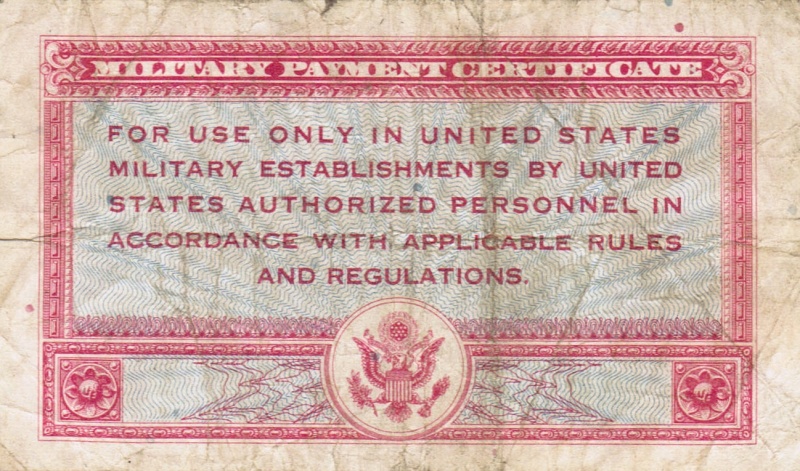 MILITARY PAYMENT CERTIFICATE
FOR USE ONLY IN UNITED STATES
MILITARY ESTABLISHMENTS BY UNITED
STATES AUTHORIZED PERSONNEL IN
ACCORDANCE WITH APPLICABLE RULES
AND REGULATIONS.